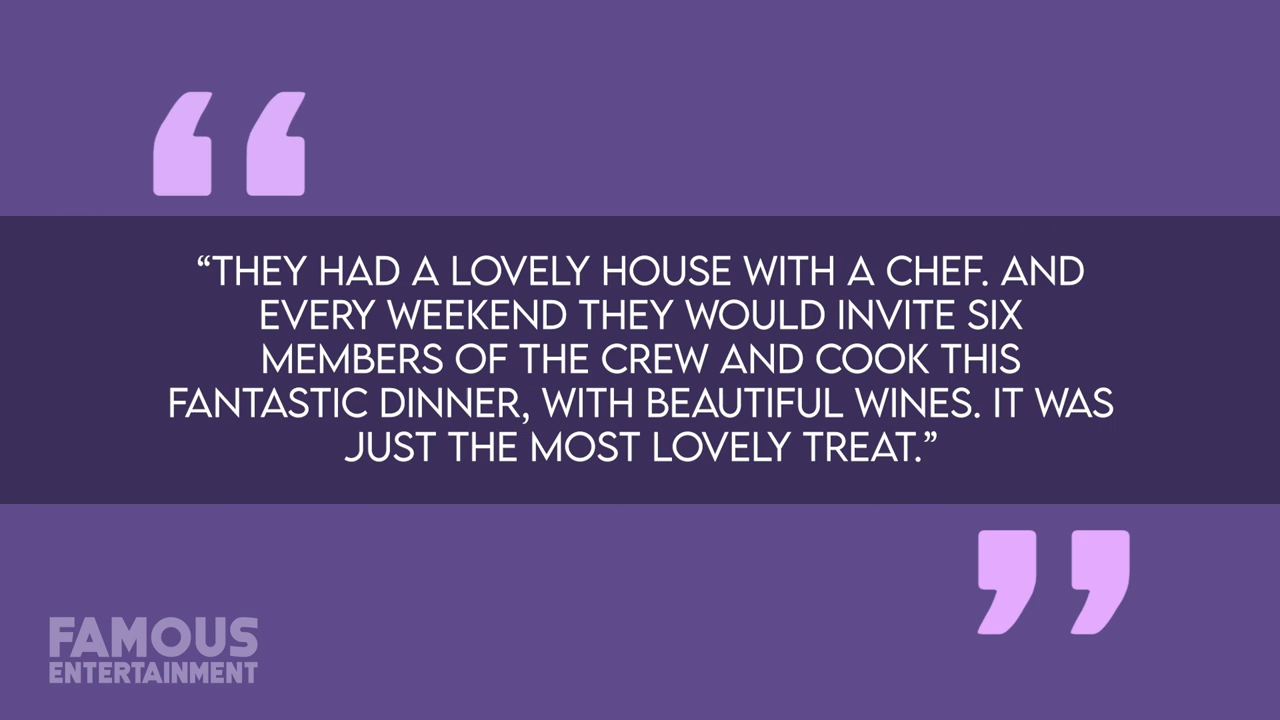 “THEY HAD A LOVELY HOUSE WITH A CHEF. AND
EVERY WEEKEND THEY WOULD INVITE SIX
MEMBERS OF THE CREW AND COOK THIS
FANTASTIC DINNER, WITH BEAUTIFUL WINES. IT WAS
JUST THE MOST LOVELY TREAT.”
FAMOUS
ENTERTAINMENT